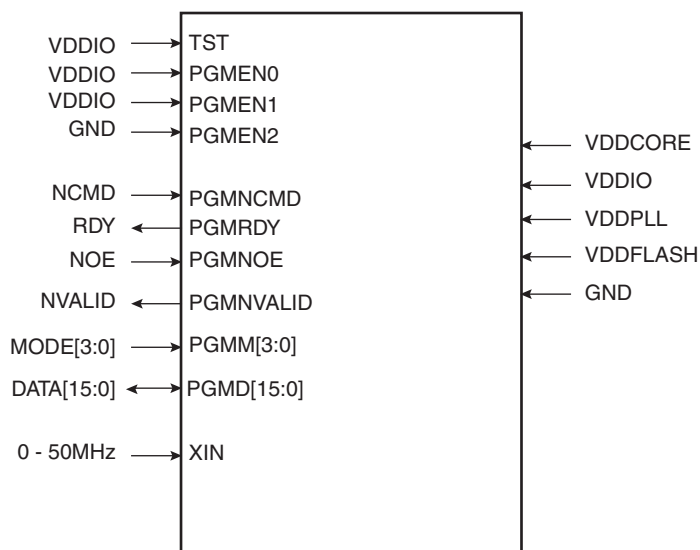 VDDIO TST
VDDIO PGMEN0
VDDIO PGMEN1
GND PGMEN2
VDDCORE
VDDIO
VDDPLL
VDDFLASH
GND
NCMD PGMNCMD
RDY PGMRDY
NOE PGMNOE
NVALID PGMNVALID
MODE[3:0] PGMM[3:0]
DATA[15:0] PGMD[15:0]
0 - 50MHz XIN